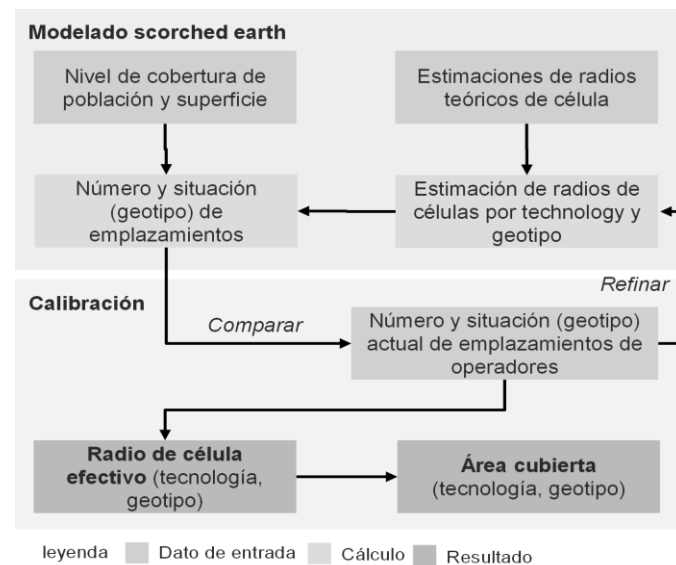 Modelado scorched earth
Nivel de cobertura de
población y superficie
Estimaciones de radios
teóricos de célula
Número y situación
(geotipo) de
emplazamientos
Estimación de radios de
células por technology y
geotipo
Calibración
Refinar
Comparar
Número y situación (geotipo)
actual de emplazamientos de
operadores
Radio de célula
efectivo (tecnología,
geotipo)
Área cubierta
(tecnología, geotipo)
leyenda Dato de entrada Cálculo Resultado